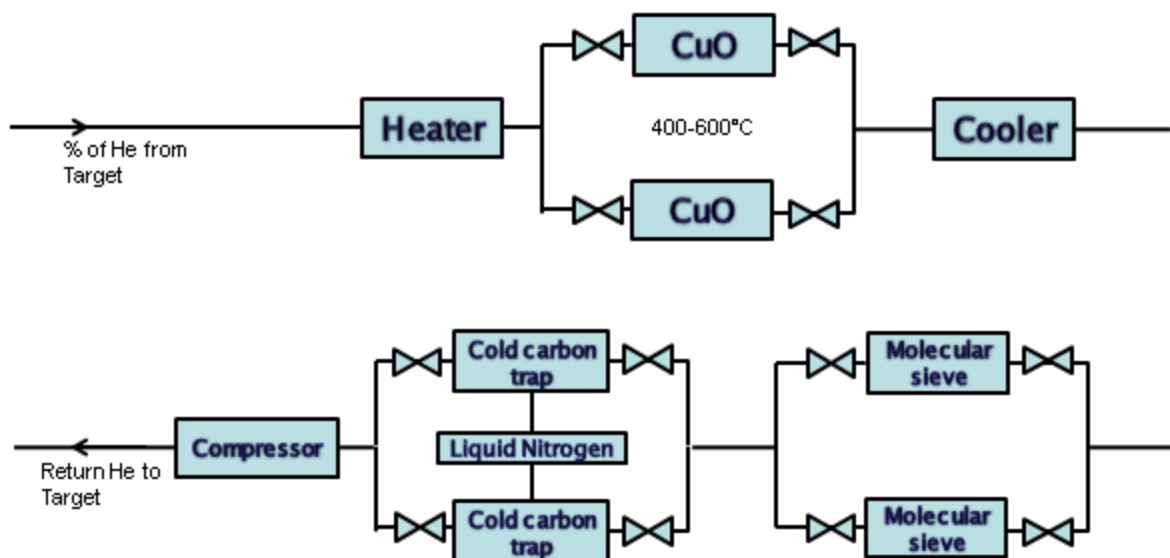 CuO
Heater
400-600°C
Cooler
% of He from
Target
CuO
Cold carbon
trap
Molecular
sieve
Compressor
Liquid Nitrogen
Return He to
Target
Cold carbon
trap
Molecular
sieve